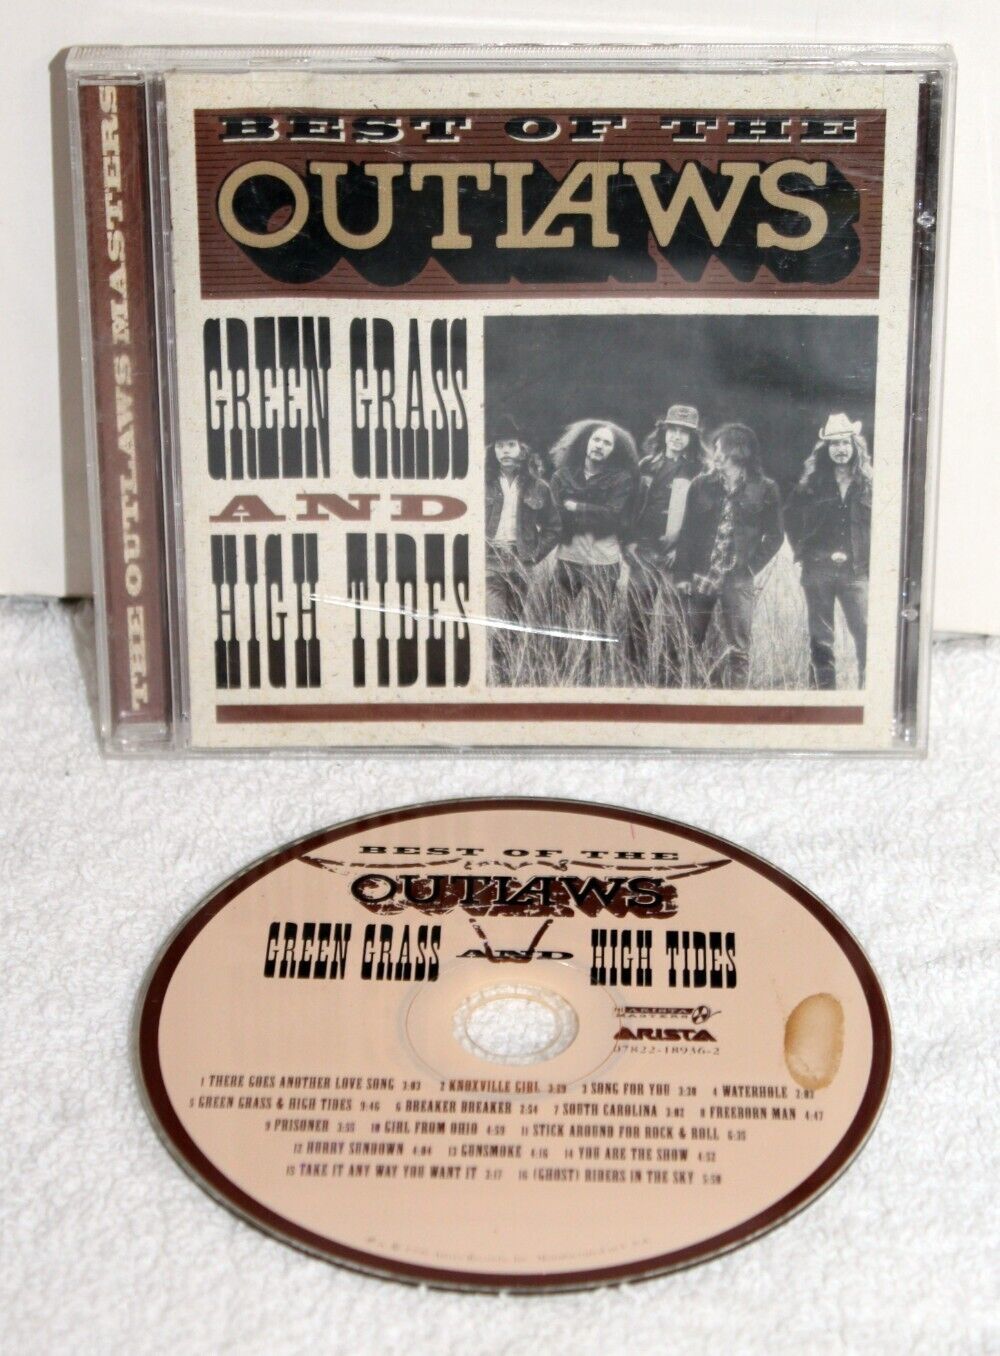 THE OUTLAWS MASTERS
BEST OF THE
OUTLAWS
GREEN GRASS
AND
HIGH TIDES
BEST OF THE
OUTLAWS
GREEN GRASS AND HIGH TIDES
ARISTA
MASTERS
ARISTA
07822-18936-2
1 THERE GOES ANOTHER LOVE SONG 3:03 2 KNOXVILLE GIRL 3:29 3 SONG FOR YOU 3:30 4 WATERHOLE 2:03
5 GREEN GRASS & HIGH TIDES 9:46 6 BREAKER BREAKER 2:54 7 SOUTH CAROLINA 3:02 8 FREEBORN MAN 4:47
9 PRISONER 3:55 10 GIRL FROM OHIO 4:59 11 STICK AROUND FOR ROCK & ROLL 6:35
12 HURRY SUNDOWN 4:04 13 GUNSMOKE 4:16 14 YOU ARE THE SHOW 4:52
15 TAKE IT ANY WAY YOU WANT IT 3:17 16 (GHOST) RIDERS IN THE SKY 5:50